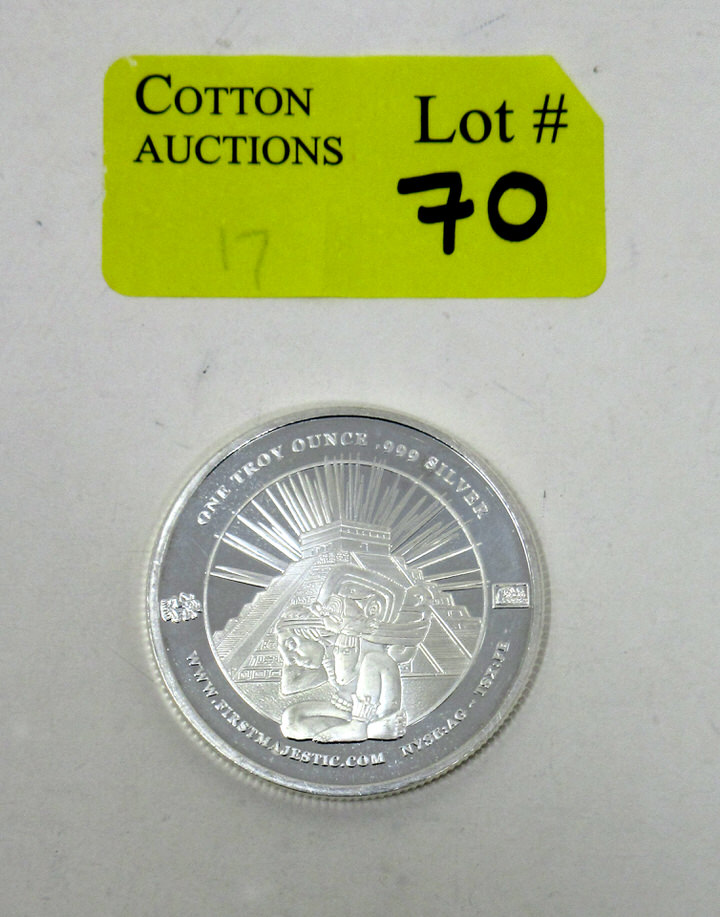 COTTON
AUCTIONS
Lot #
70
17
ONE TROY OUNCE .999 SILVER
WWW.FIRSTMAJESTIC.COM NYSE:AG - TSX:FR